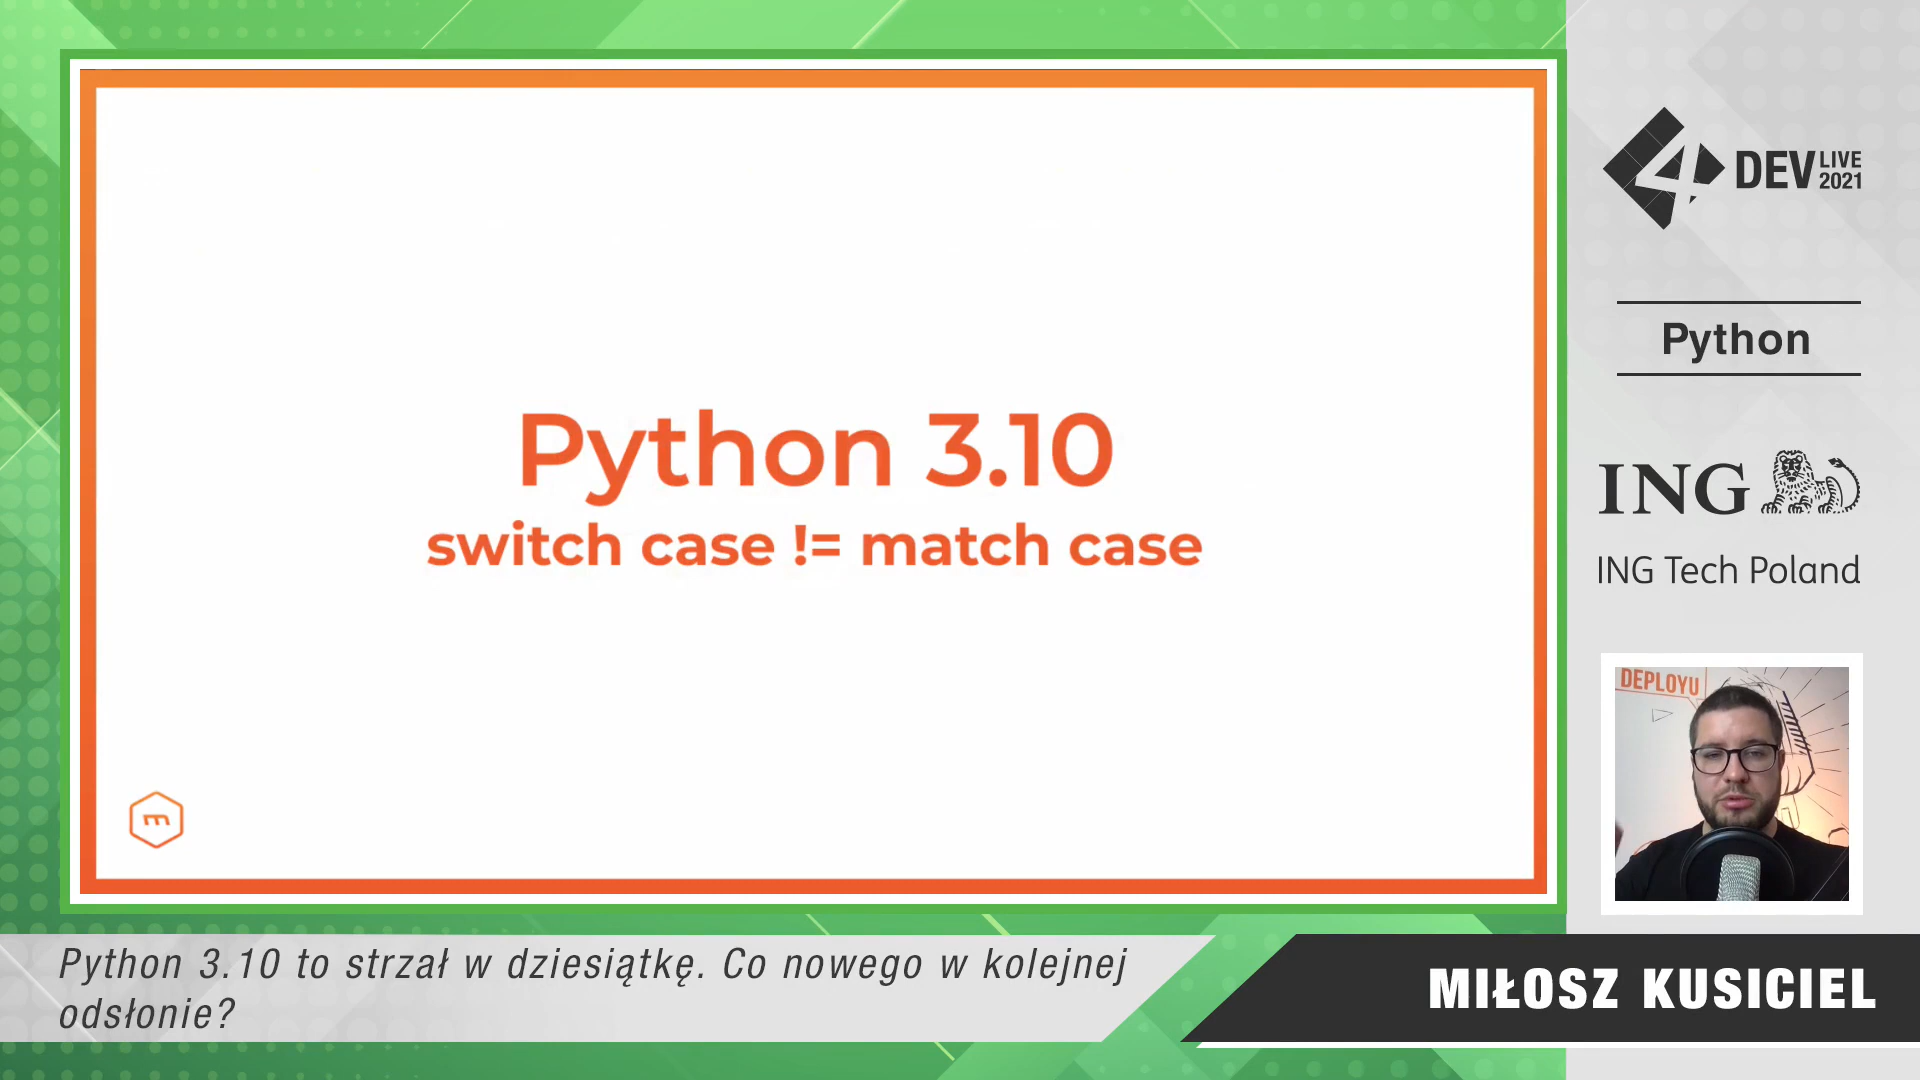 Python 3.10
switch case != match case
4
DEV
LIVE
2021
Python
ING
ING Tech Poland
DEPLOYU
Python 3.10 to strzał w dziesiątkę. Co nowego w kolejnej
odsłonie?
MIŁOSZ KUSICIEL